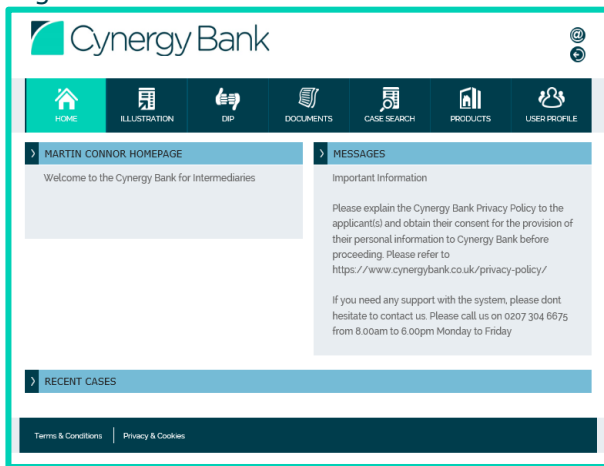 Cynergy Bank
@
HOME
ILLUSTRATION
DIP
DOCUMENTS
CASE SEARCH
PRODUCTS
USER PROFILE
MARTIN CONNOR HOMEPAGE
Welcome to the Cynergy Bank for Intermediaries
MESSAGES
Important Information
Please explain the Cynergy Bank Privacy Policy to the
applicant(s) and obtain their consent for the provision of
their personal information to Cynergy Bank before
proceeding. Please refer to
https://www.cynergybank.co.uk/privacy-policy/
If you need any support with the system, please dont
hesitate to contact us. Please call us on 0207 304 6675
from 8.00am to 6.00pm Monday to Friday
RECENT CASES
Terms & Conditions
Privacy & Cookies